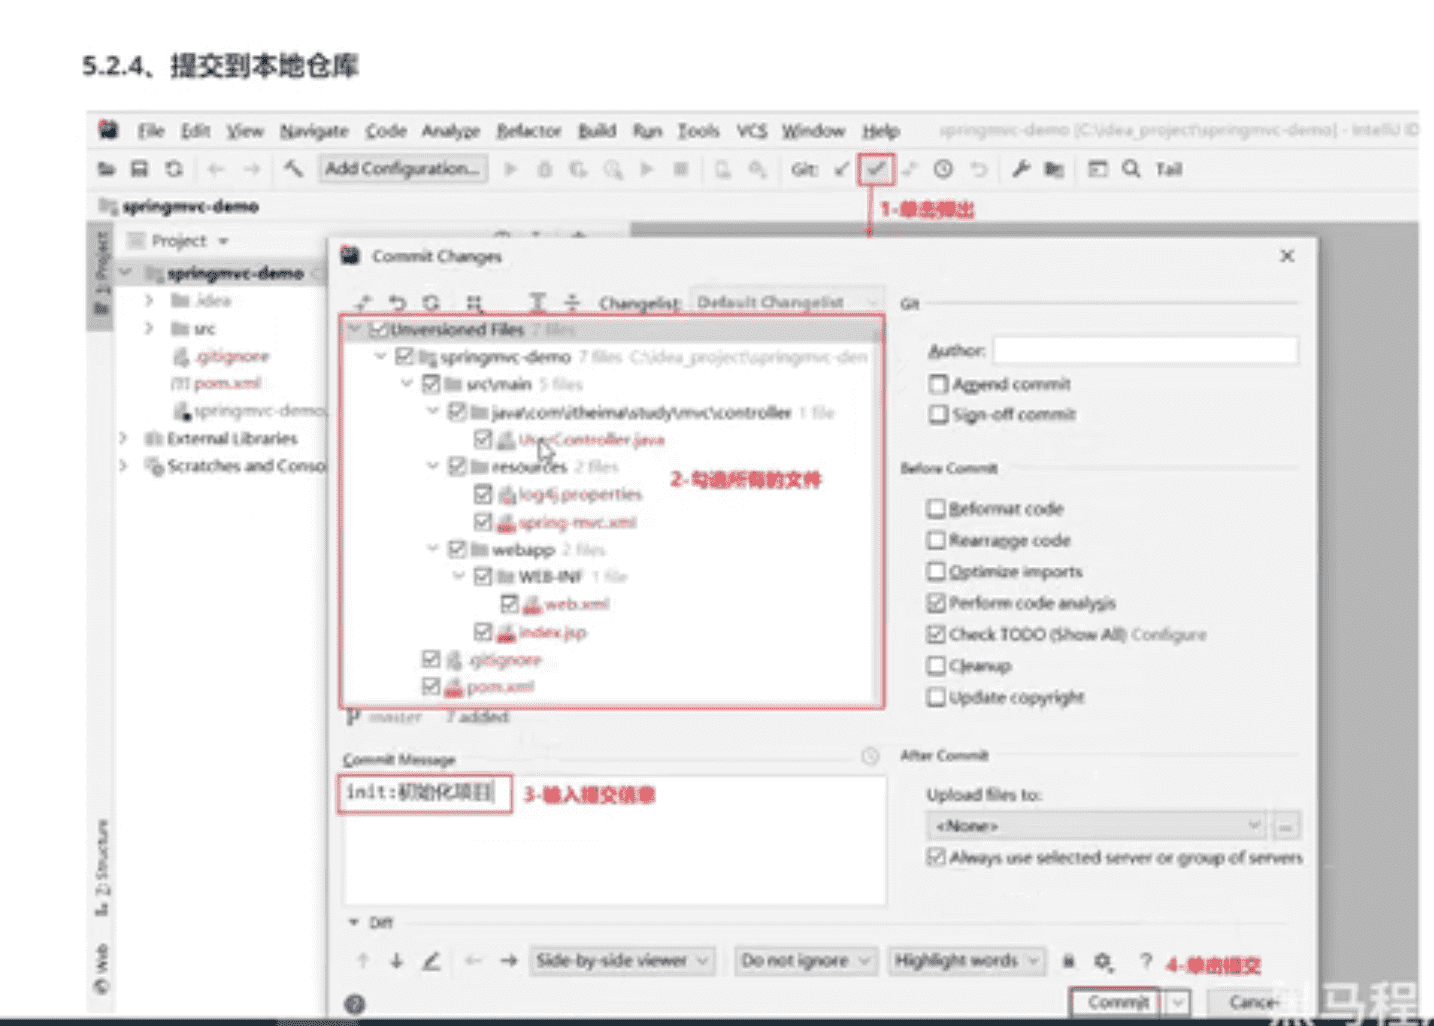 5.2.4、提交到本地仓库
File Edit View Navigate Code Analyze Refactor Build Run Tools VCS Window Help springmvc-demo [C:\idea_project\springmvc-demo] - IntelliJ ID
Add Configuration... Git: Tail
springmvc-demo
1-单击弹出
1: Project
Project
springmvc-demo
.idea
src
.gitignore
pom.xml
springmvc-demo.
External Libraries
Scratches and Conso
Commit Changes
Changelist: Default Changelist
Unversioned Files 7 files
springmvc-demo 7 files C:\idea_project\springmvc-dem
src\main 5 files
java\com\itheima\study\mvc\controller 1 file
UserController.java
resources 2 files
2-勾选所有的文件
log4j.properties
spring-mvc.xml
webapp 2 files
WEB-INF 1 file
web.xml
index.jsp
.gitignore
pom.xml
master 7 added
Git
Author:
Amend commit
Sign-off commit
Before Commit
Reformat code
Rearrange code
Optimize imports
Perform code analysis
Check TODO (Show All) Configure
Cleanup
Update copyright
Commit Message
init:初始化项目
3-输入提交信息
After Commit
Upload files to:
<None>
...
Always use selected server or group of servers
Diff
Side-by-side viewer Do not ignore Highlight words ?
4-单击提交
Commit Cancel
Z: Structure
Web
黑马程